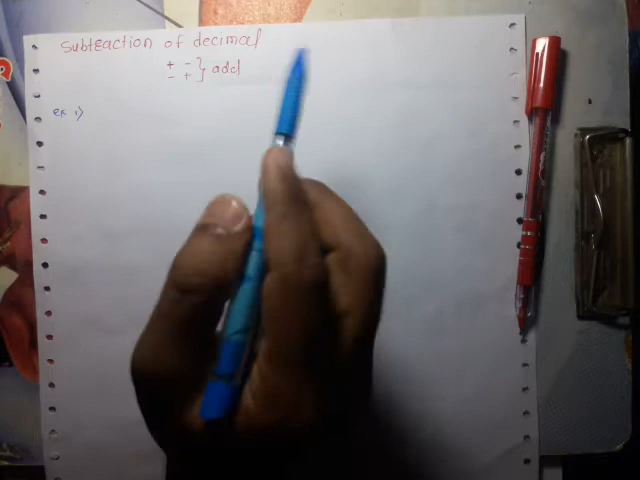 Subtraction of decimal
+ - } add
- +
ex 1)